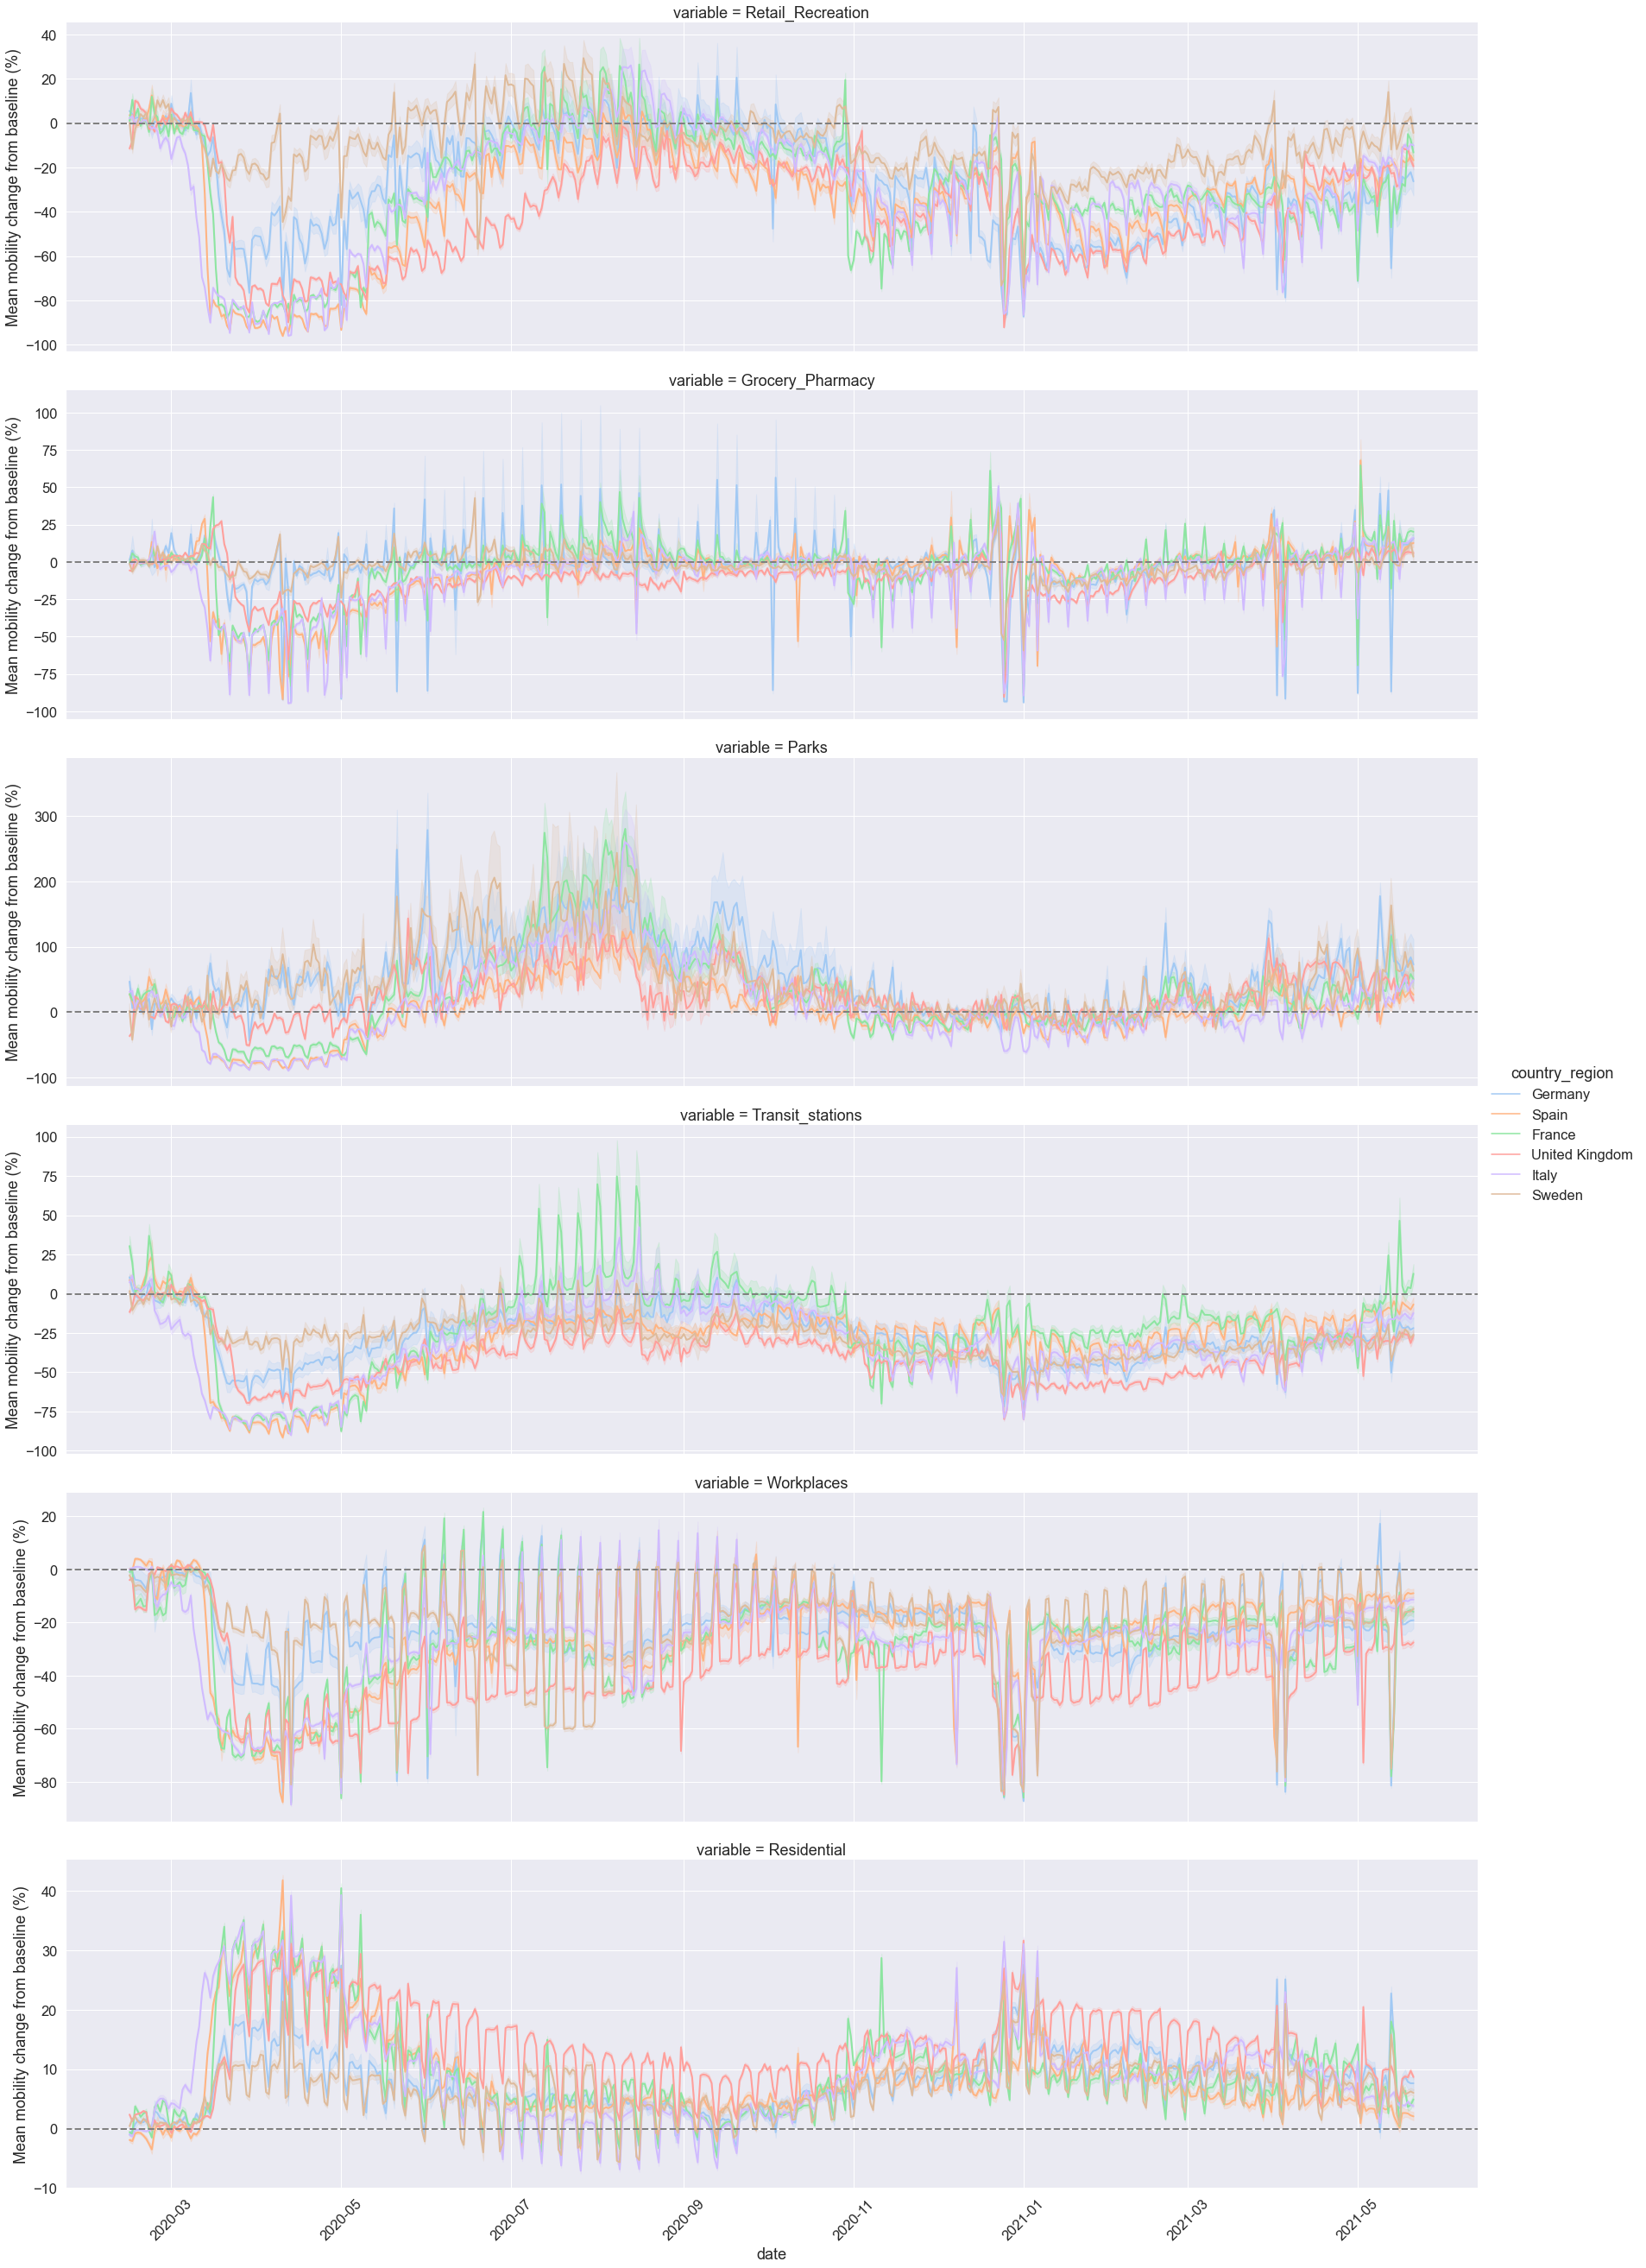 variable = Retail_Recreation
Mean mobility change from baseline (%)
40
20
0
−20
−40
−60
−80
−100
variable = Grocery_Pharmacy
Mean mobility change from baseline (%)
100
75
50
25
0
−25
−50
−75
−100
variable = Parks
Mean mobility change from baseline (%)
300
200
100
0
−100
country_region
Germany
Spain
France
United Kingdom
Italy
Sweden
variable = Transit_stations
Mean mobility change from baseline (%)
100
75
50
25
0
−25
−50
−75
−100
variable = Workplaces
Mean mobility change from baseline (%)
20
0
−20
−40
−60
−80
variable = Residential
Mean mobility change from baseline (%)
40
30
20
10
0
−10
2020-03
2020-05
2020-07
2020-09
2020-11
2021-01
2021-03
2021-05
date